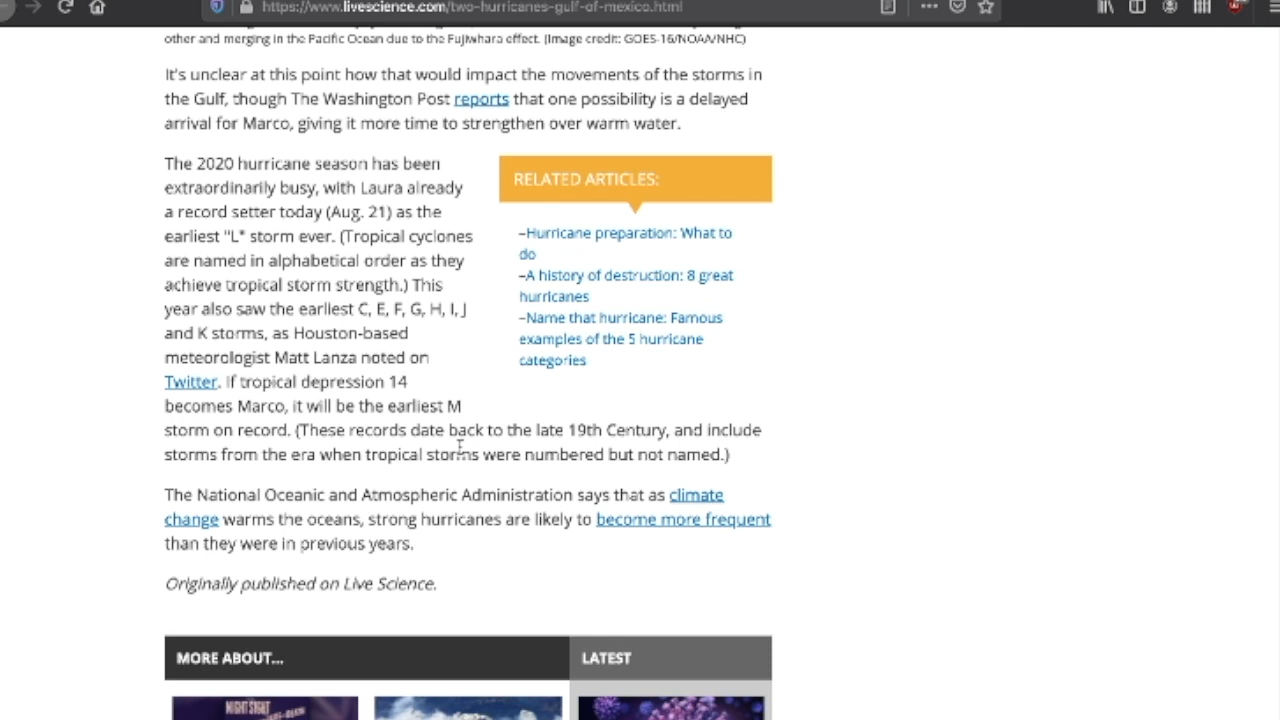 https://www.livescience.com/two-hurricanes-gulf-of-mexico.html
other and merging in the Pacific Ocean due to the Fujiwhara effect. (Image credit: GOES-16/NOAA/NHC)
It's unclear at this point how that would impact the movements of the storms in
the Gulf, though The Washington Post reports that one possibility is a delayed
arrival for Marco, giving it more time to strengthen over warm water.
The 2020 hurricane season has been
extraordinarily busy, with Laura already
a record setter today (Aug. 21) as the
earliest "L" storm ever. (Tropical cyclones
are named in alphabetical order as they
achieve tropical storm strength.) This
year also saw the earliest C, E, F, G, H, I, J
and K storms, as Houston-based
meteorologist Matt Lanza noted on
Twitter. If tropical depression 14
becomes Marco, it will be the earliest M
storm on record. (These records date back to the late 19th Century, and include
storms from the era when tropical storms were numbered but not named.)
RELATED ARTICLES:
–Hurricane preparation: What to
do
–A history of destruction: 8 great
hurricanes
–Name that hurricane: Famous
examples of the 5 hurricane
categories
The National Oceanic and Atmospheric Administration says that as climate
change warms the oceans, strong hurricanes are likely to become more frequent
than they were in previous years.
Originally published on Live Science.
MORE ABOUT...
LATEST
NIGHT SIGHT